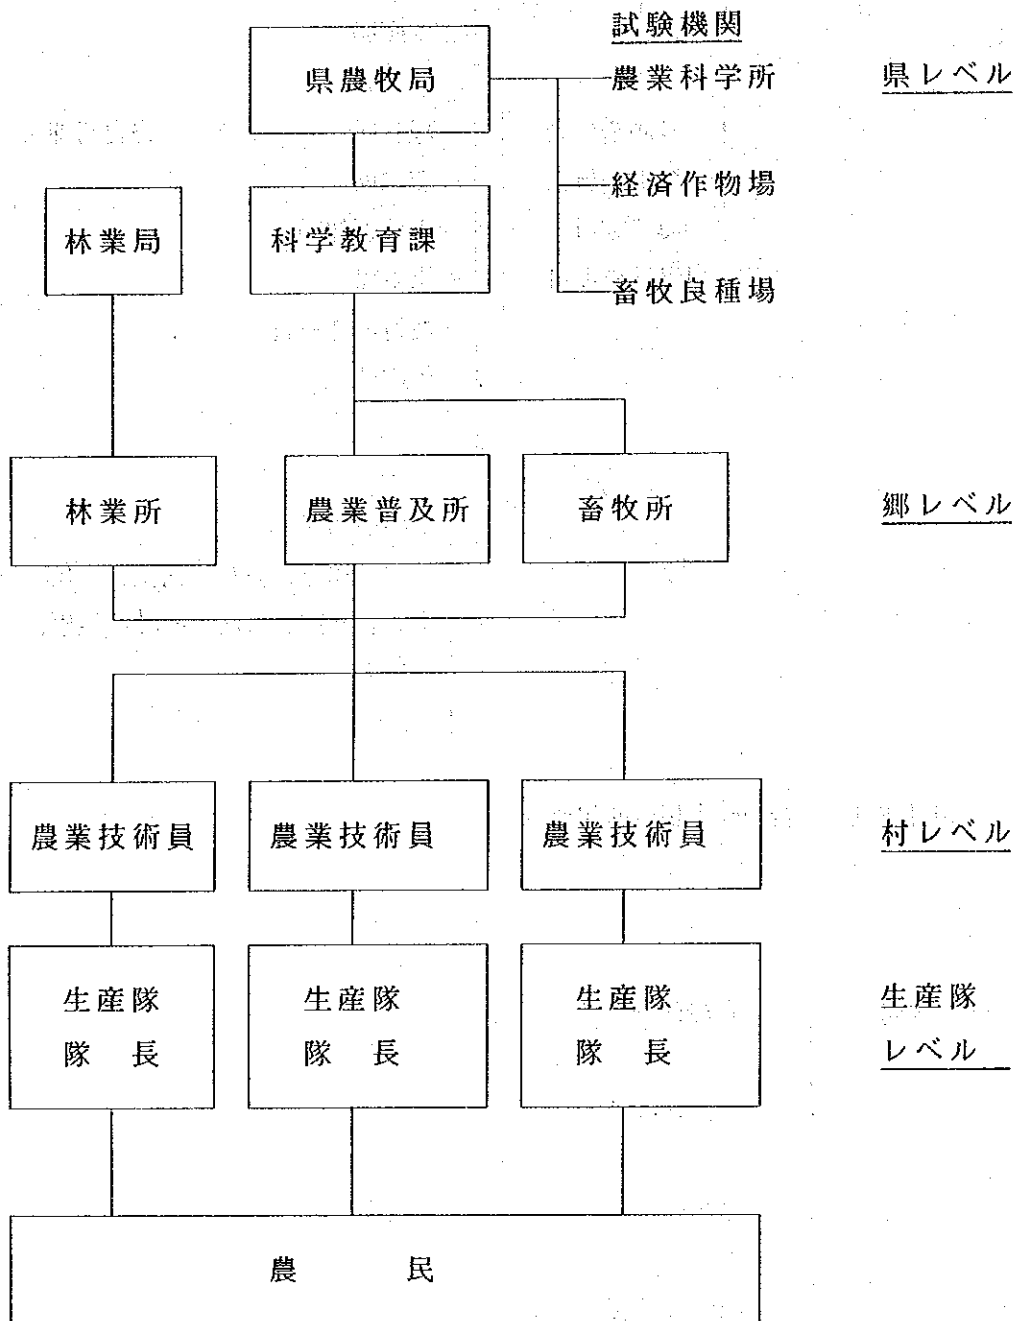 試験機関
県農牧局
農業科学所
県レベル
経済作物場
林業局
科学教育課
畜牧良種場
林業所
農業普及所
畜牧所
郷レベル
農業技術員
農業技術員
農業技術員
村レベル
生産隊
隊長
生産隊
隊長
生産隊
隊長
生産隊
レベル
農民